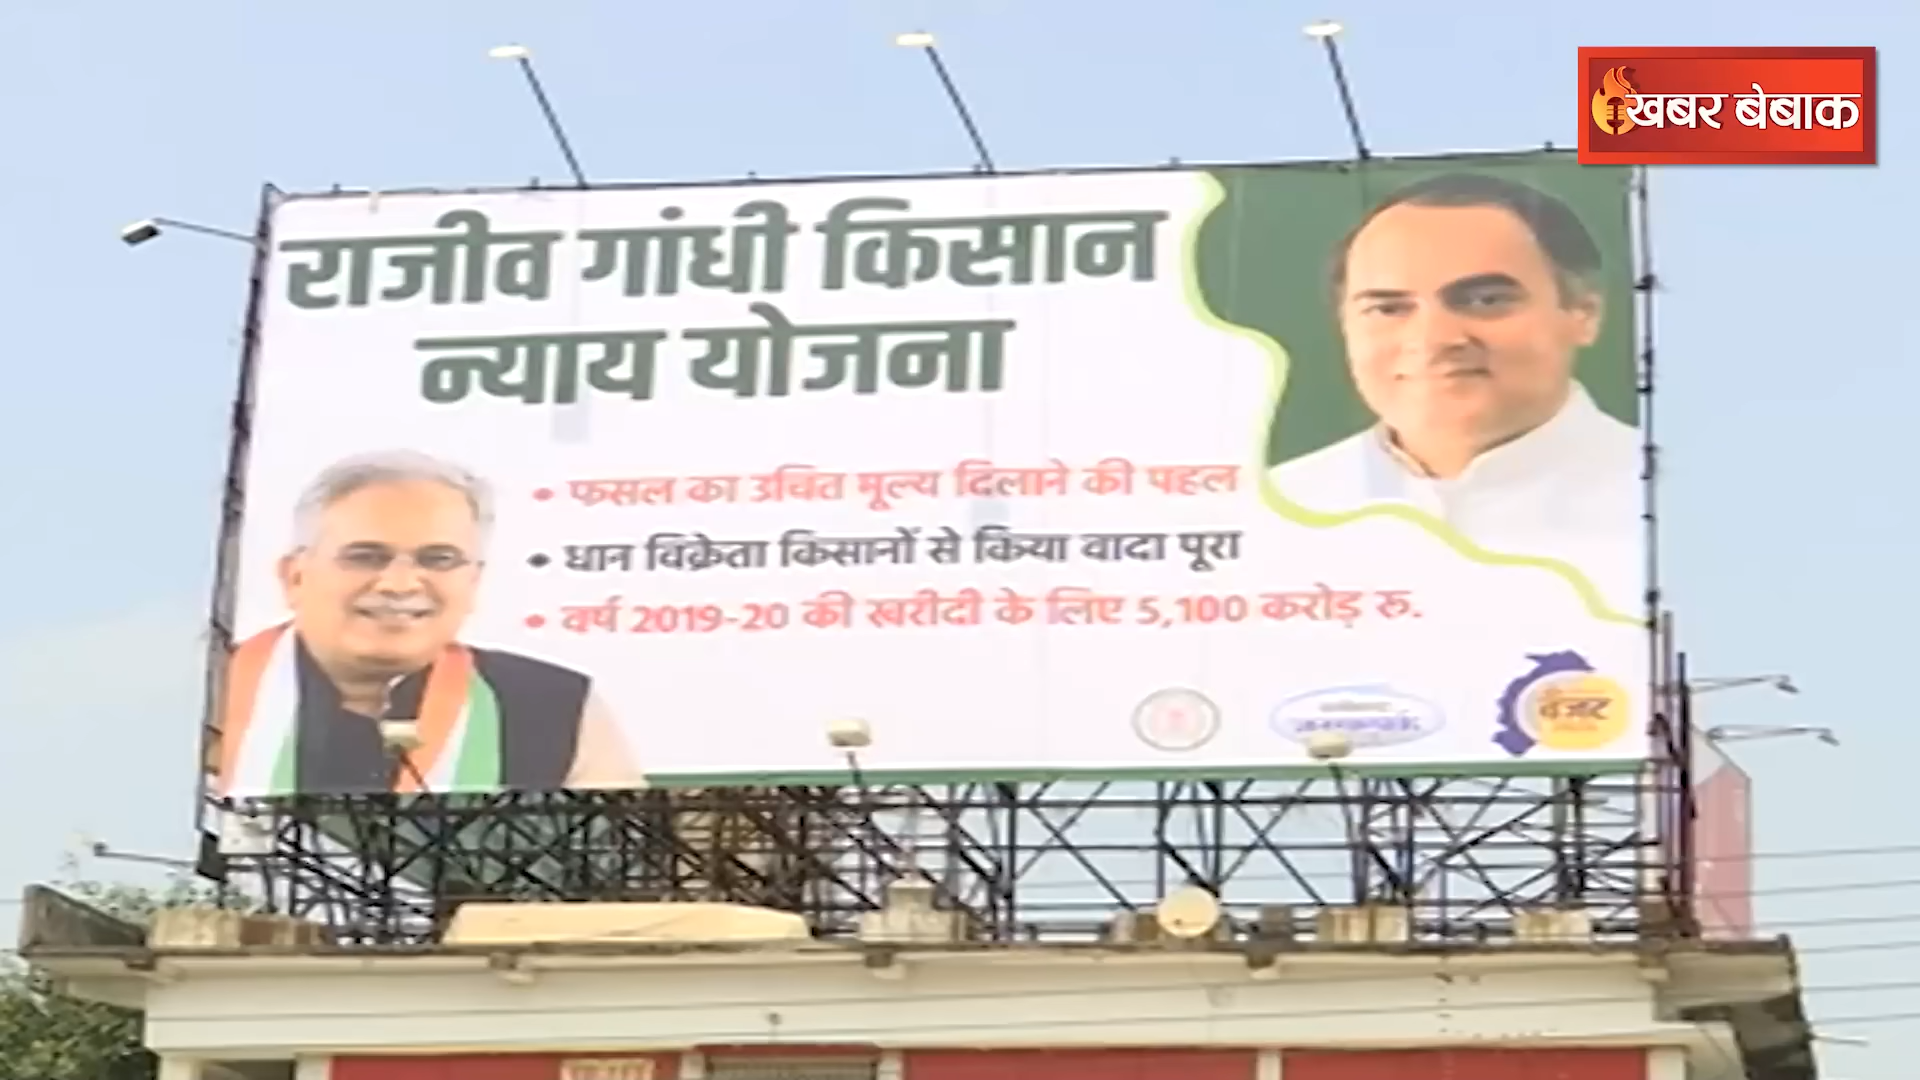 खबर बेबाक
राजीव गांधी किसान
न्याय योजना
• फसल का उचित मूल्य दिलाने की पहल
• धान विक्रेता किसानों से किया वादा पूरा
• वर्ष 2019-20 की खरीदी के लिए 5,100 करोड़ रू.